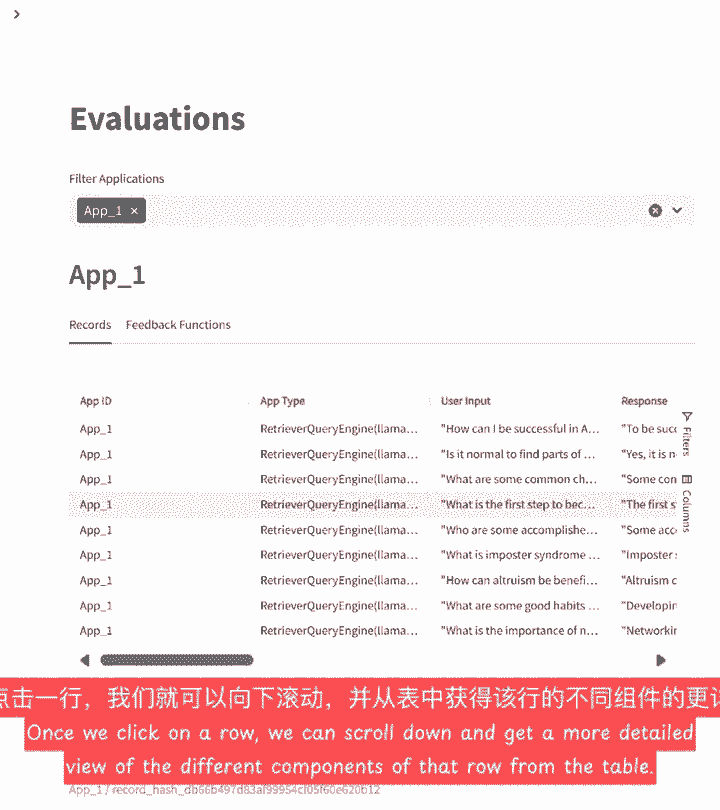 Evaluations
Filter Applications
App_1 ×
App_1
Records Feedback Functions
App ID App Type User Input Response
App_1 RetrieverQueryEngine(llama... "How can I be successful in A... "To be succ
App_1 RetrieverQueryEngine(llama... "Is it normal to find parts of ... "Yes, it is n
App_1 RetrieverQueryEngine(llama... "What are some common ch... "Some con
App_1 RetrieverQueryEngine(llama... "What is the first step to bec... "The first s
App_1 RetrieverQueryEngine(llama... "Who are some accomplishe... "Some acc
App_1 RetrieverQueryEngine(llama... "What is imposter syndrome ... "Imposter
App_1 RetrieverQueryEngine(llama... "How can altruism be benefi... "Altruism c
App_1 RetrieverQueryEngine(llama... "What are some good habits ... "Developin
App_1 RetrieverQueryEngine(llama... "What is the importance of n... "Networkin
Filters
Columns
点击一行，我们就可以向下滚动，并从表中获得该行的不同组件的更
Once we click on a row, we can scroll down and get a more detailed
view of the different components of that row from the table.
App_1 /